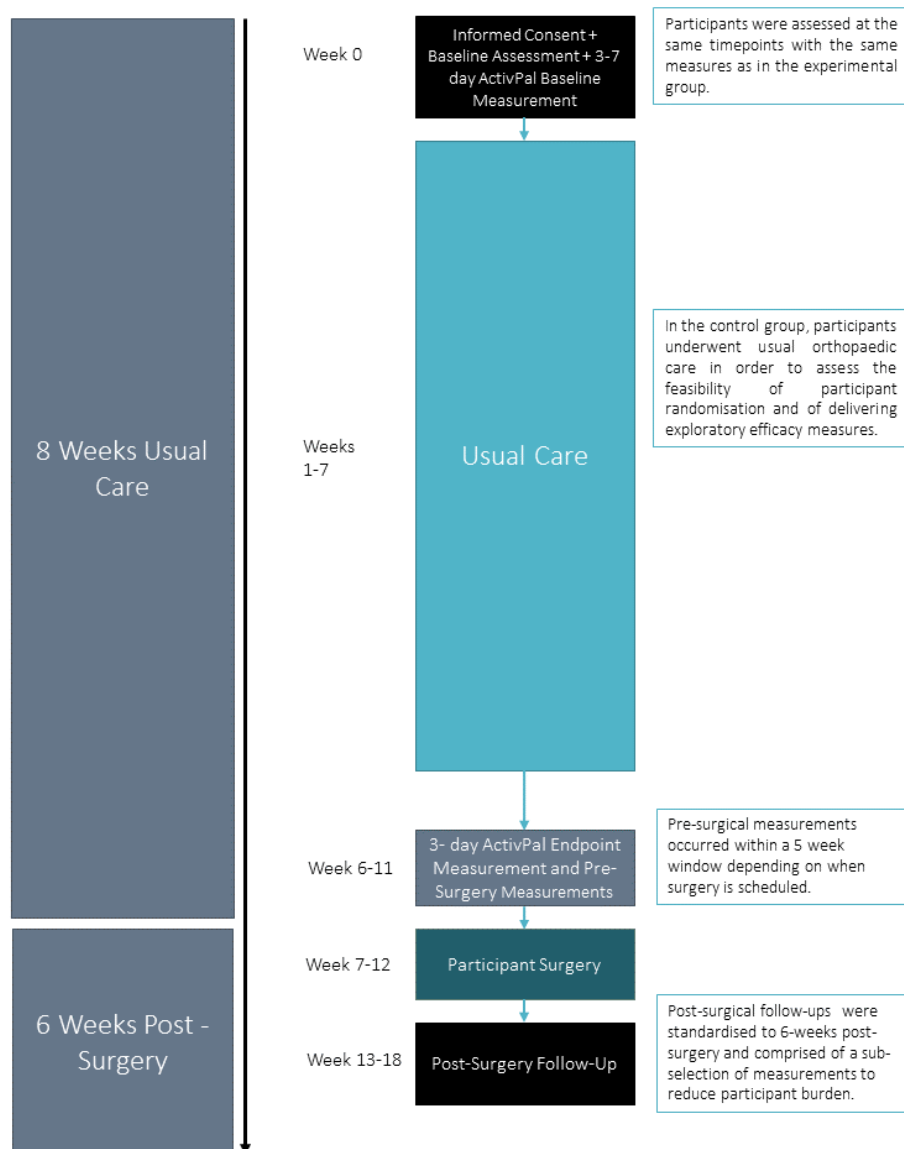 Week 0
Informed Consent +
Baseline Assessment + 3-7
day ActivPal Baseline
Measurement
Participants were assessed at the
same timepoints with the same
measures as in the experimental
group.
8 Weeks Usual
Care
Weeks
1-7
Usual Care
In the control group, participants
underwent usual orthopaedic
care in order to assess the
feasibility of participant
randomisation and of delivering
exploratory efficacy measures.
Week 6-11
3- day ActivPal Endpoint
Measurement and Pre-
Surgery Measurements
Pre-surgical measurements
occurred within a 5 week
window depending on when
surgery is scheduled.
Week 7-12
Participant Surgery
6 Weeks Post -
Surgery
Week 13-18
Post-Surgery Follow-Up
Post-surgical follow-ups were
standardised to 6-weeks post-
surgery and comprised of a sub-
selection of measurements to
reduce participant burden.